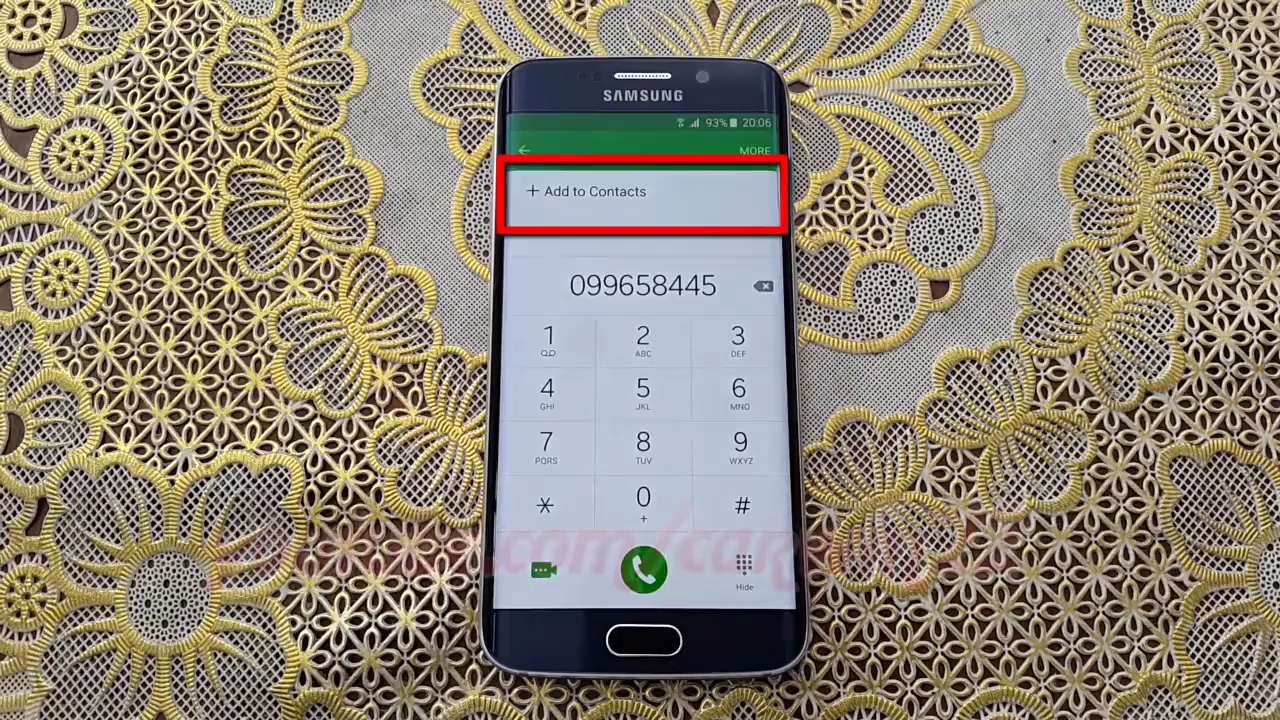 SAMSUNG
93% 20:06
MORE
+ Add to Contacts
099658445
1 2 3
ABC DEF
4 5 6
GHI JKL MNO
7 8 9
PQRS TUV WXYZ
* 0 #
+
Hide